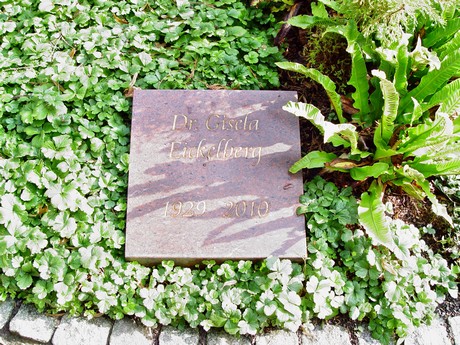 Dr. Gisela
Eickelberg
1929 - 2010